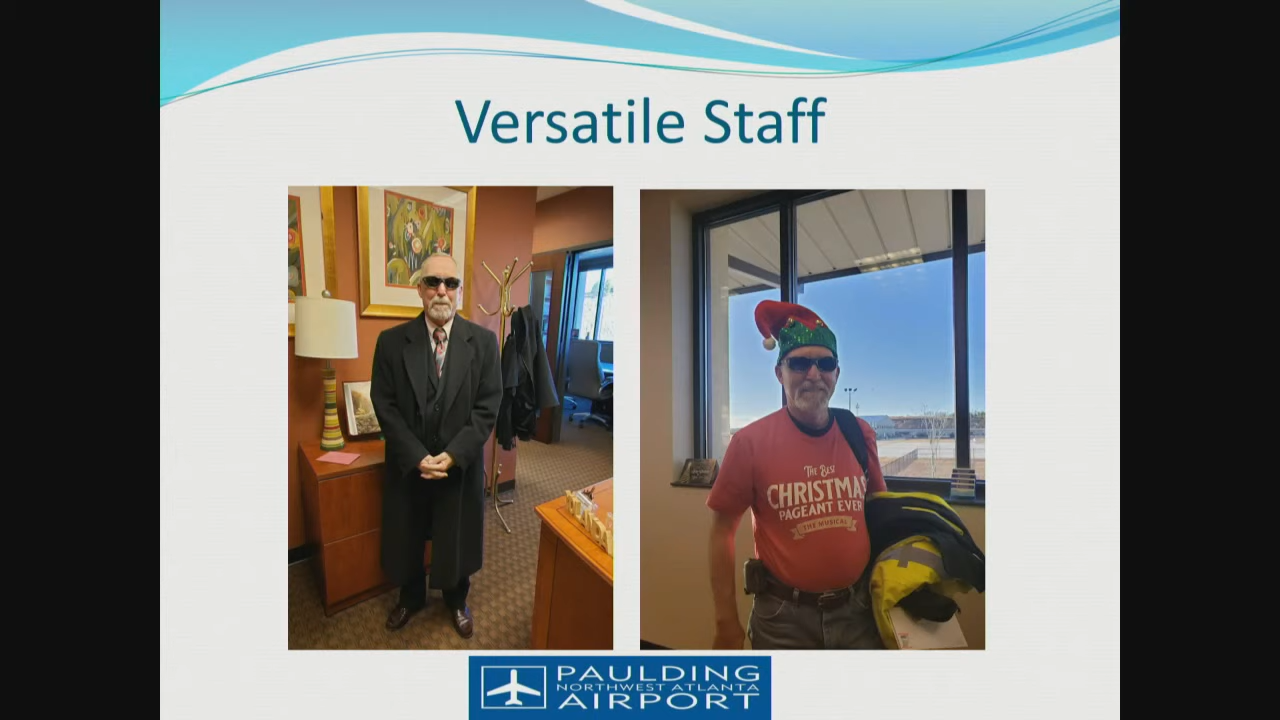 Versatile Staff
THE BEST
CHRISTMAS
PAGEANT EVER
THE MUSICAL
PAULDING
NORTHWEST ATLANTA
AIRPORT